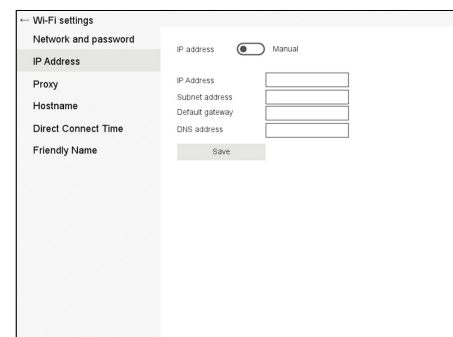 ← Wi-Fi settings
Network and password
IP Address
Proxy
Hostname
Direct Connect Time
Friendly Name
IP address Manual
IP Address
Subnet address
Default gateway
DNS address
Save